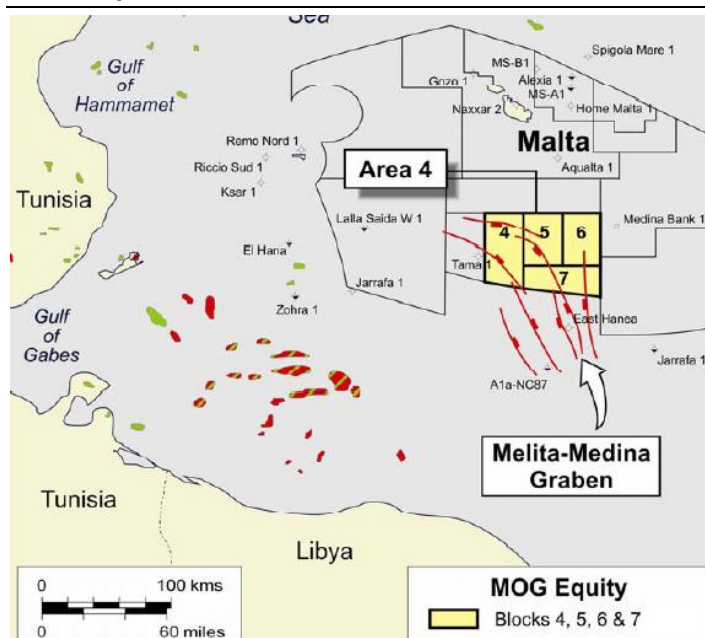 Sea
Gulf
of
Hammamet
MS-B1
Spigola Mare 1
Gozo 1
Alexia 1
MS-A1
Naxxar 2
Home Malta 1
Malta
Remo Nord 1
Riccio Sud 1
Ksar 1
Area 4
Aqualta 1
Tunisia
Lalla Saida W 1
4
5
6
Medina Bank 1
El Hana
Tama 1
7
Jarrafa 1
Zohra 1
East Hanea
Gulf
of
Gabes
Jarrafa 1
A1a-NC87
Melita-Medina
Graben
Tunisia
Libya
0
100 kms
0
60 miles
MOG Equity
Blocks 4, 5, 6 & 7